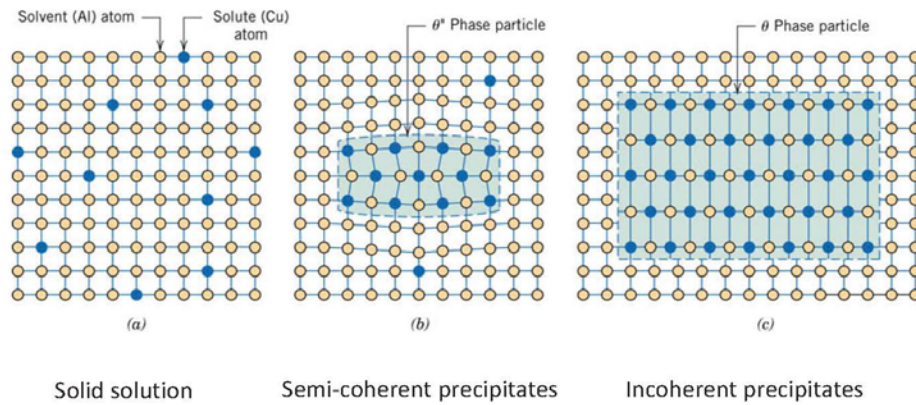 Solvent (Al) atom
Solute (Cu)
atom
θ" Phase particle
θ Phase particle
(a)
(b)
(c)
Solid solution
Semi-coherent precipitates
Incoherent precipitates